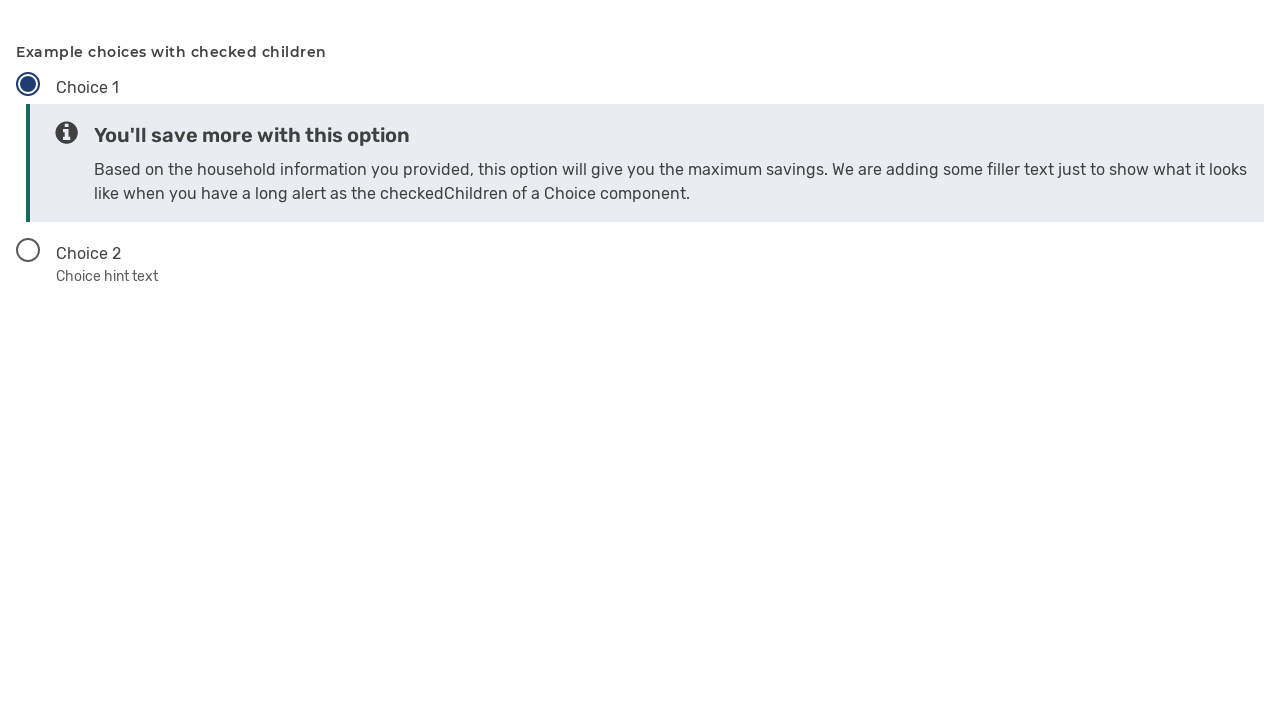 Example choices with checked children
Choice 1
You'll save more with this option
Based on the household information you provided, this option will give you the maximum savings. We are adding some filler text just to show what it looks
like when you have a long alert as the checkedChildren of a Choice component.
Choice 2
Choice hint text